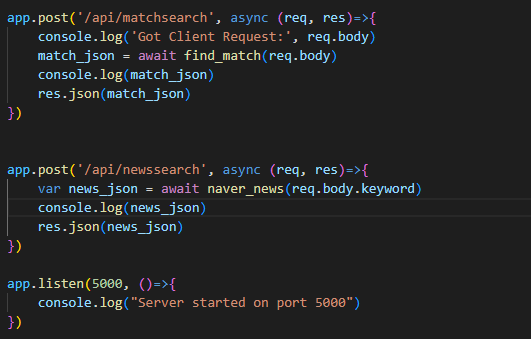 app.post('/api/matchsearch', async (req, res)=>{
    console.log('Got Client Request:', req.body)
    match_json = await find_match(req.body)
    console.log(match_json)
    res.json(match_json)
})
app.post('/api/newssearch', async (req, res)=>{
    var news_json = await naver_news(req.body.keyword)
    console.log(news_json)
    res.json(news_json)
})
app.listen(5000, ()=>{
    console.log("Server started on port 5000")
})